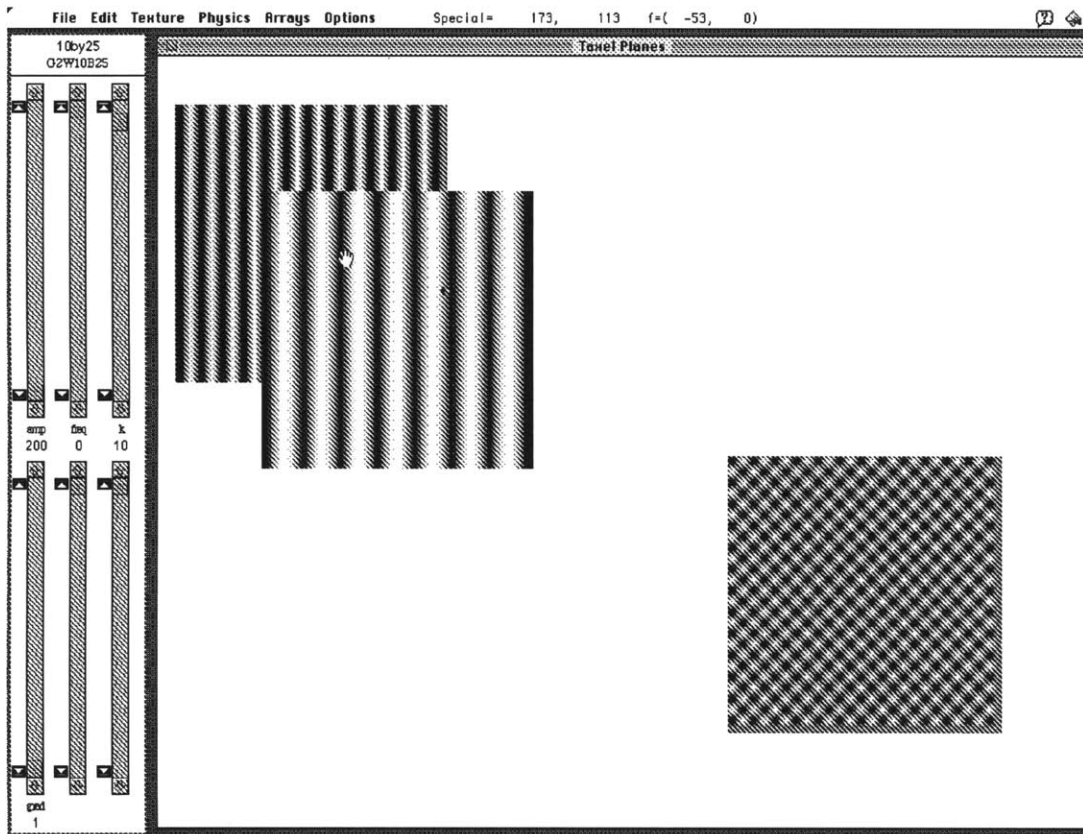 File Edit Texture Physics Arrays Options Special= 173, 113 f=( -53, 0)
10by25
G2W10B25
Taxel Planes
amp freq k
200 0 10
grad
1